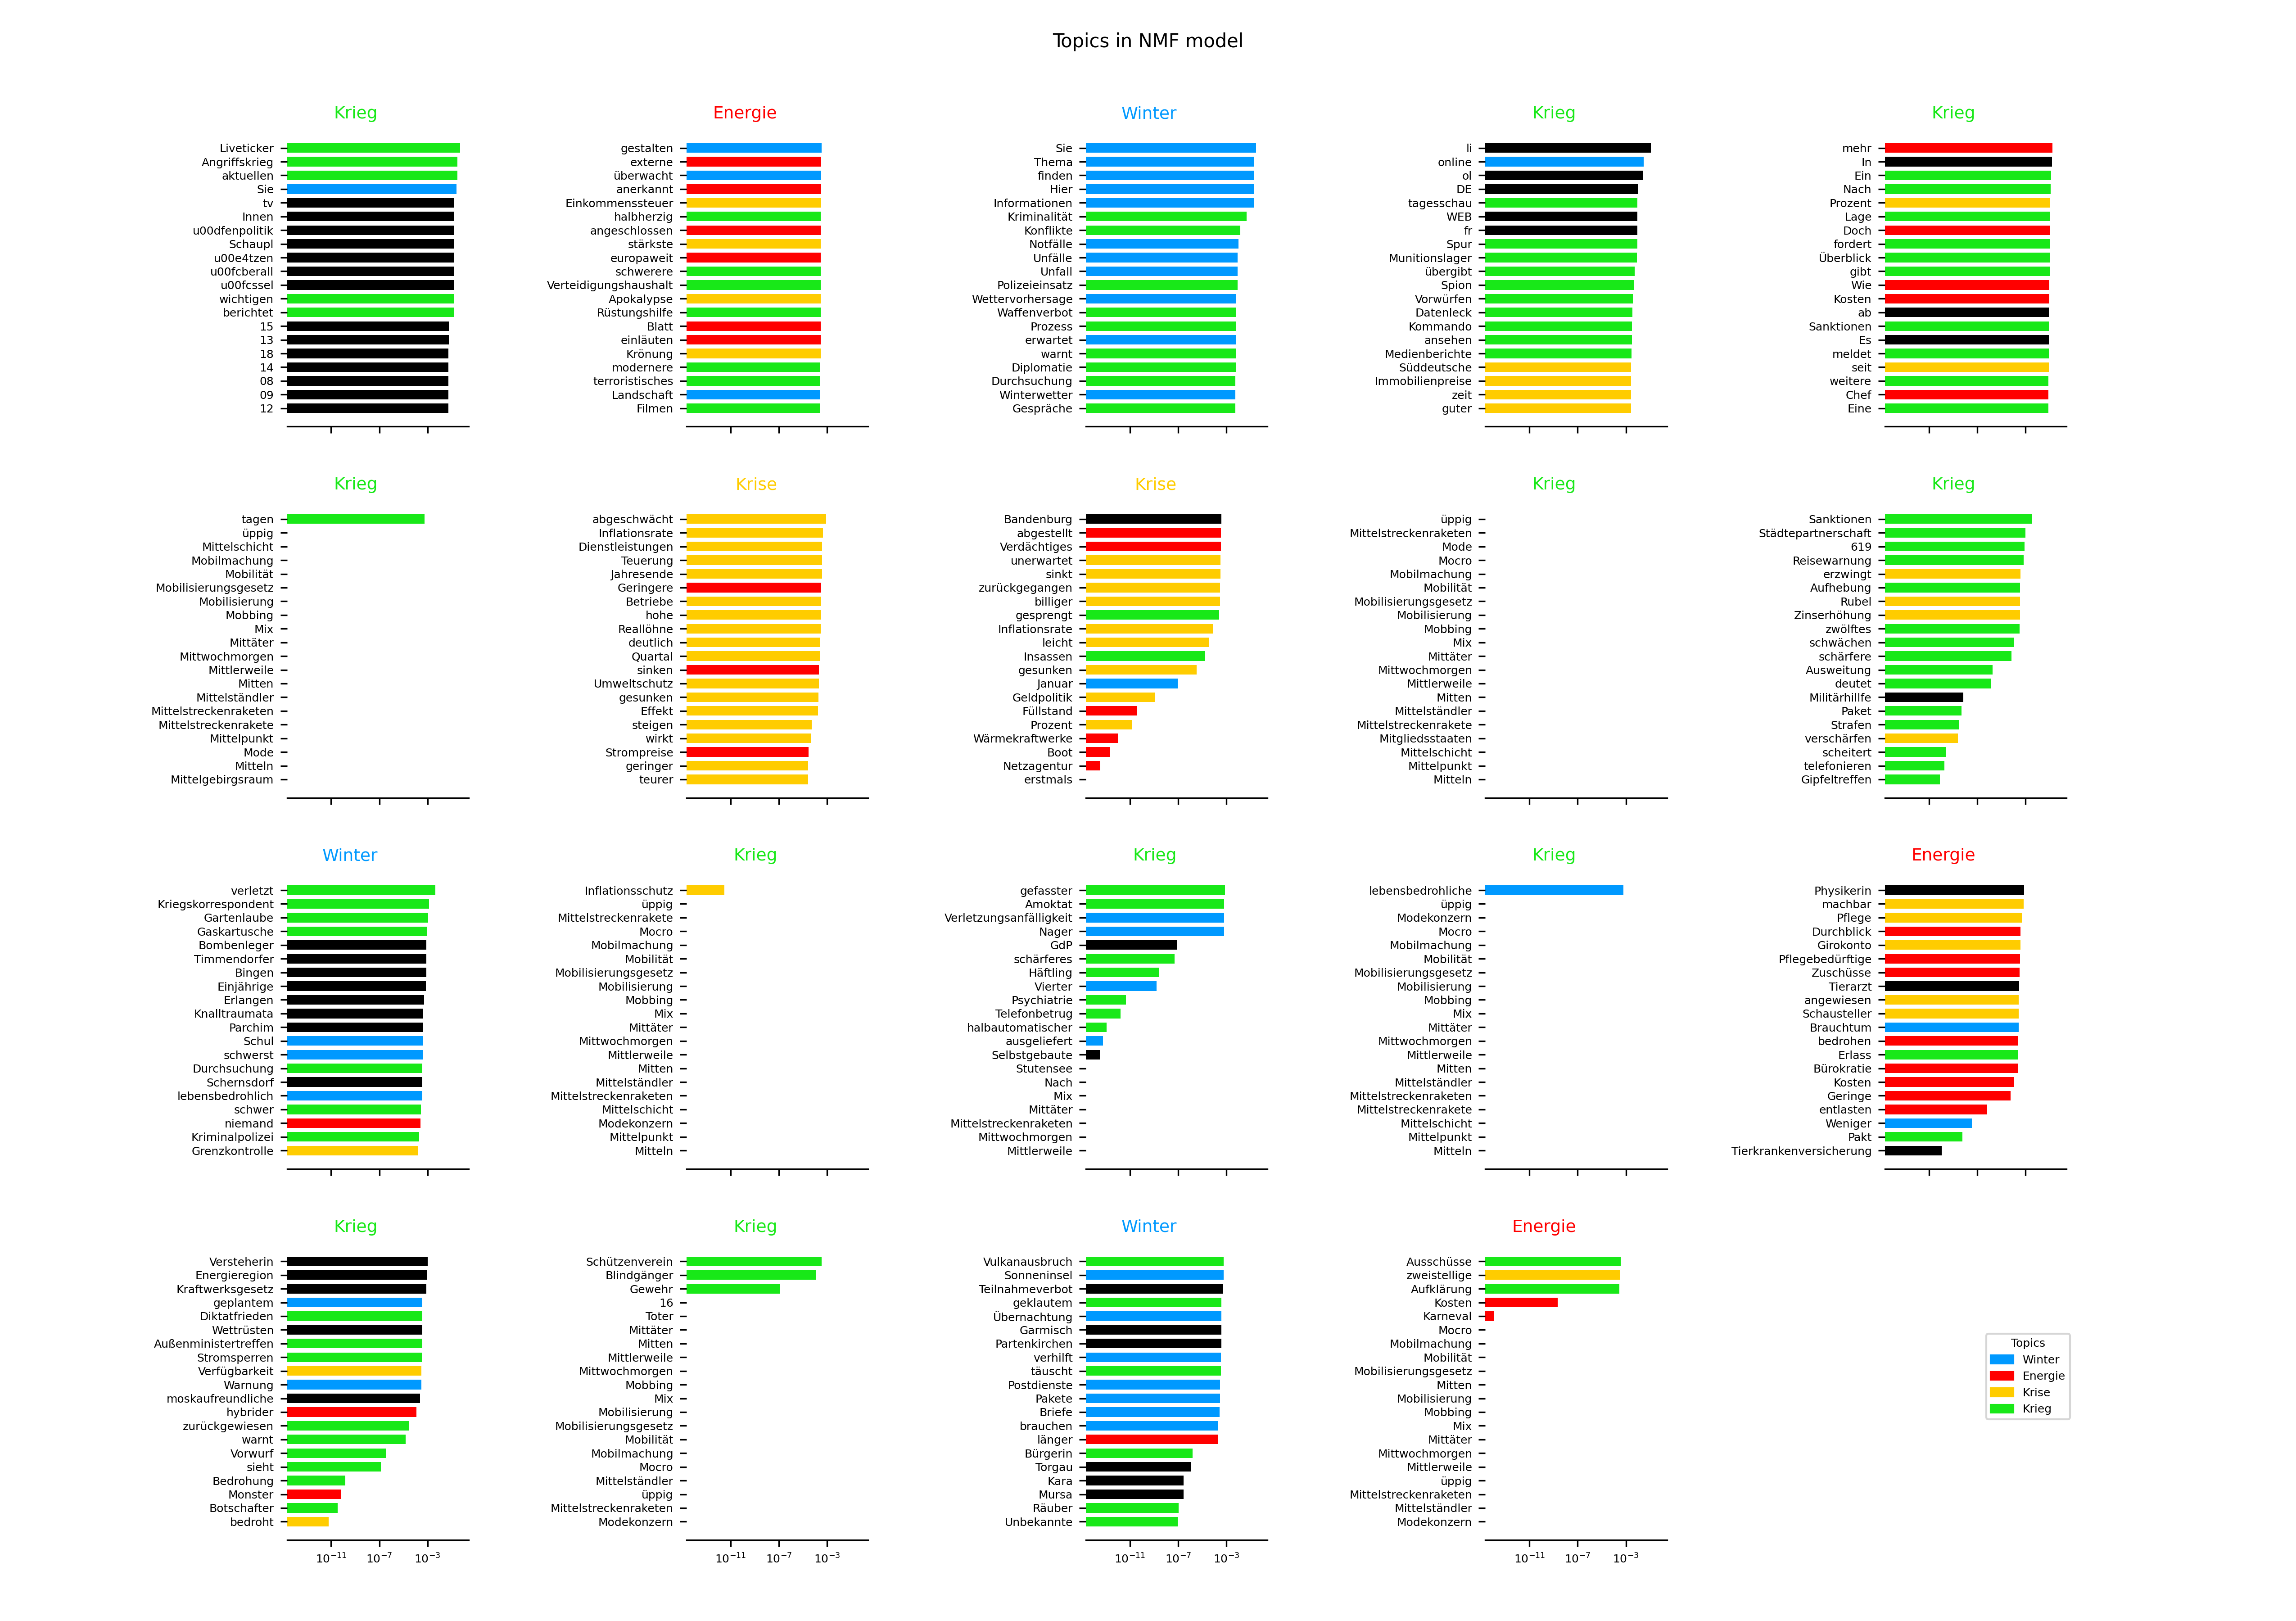 Topics in NMF model
Krieg
Liveticker
Angriffskrieg
aktuellen
Sie
tv
Innen
u00dfenpolitik
Schaupl
u00e4tzen
u00fcberall
u00fcssel
wichtigen
berichtet
15
13
18
14
08
09
12
Energie
gestalten
externe
überwacht
anerkannt
Einkommenssteuer
halbherzig
angeschlossen
stärkste
europaweit
schwerere
Verteidigungshaushalt
Apokalypse
Rüstungshilfe
Blatt
einläuten
Krönung
modernere
terroristisches
Landschaft
Filmen
Winter
Sie
Thema
finden
Hier
Informationen
Kriminalität
Konflikte
Notfälle
Unfälle
Unfall
Polizeieinsatz
Wettervorhersage
Waffenverbot
Prozess
erwartet
warnt
Diplomatie
Durchsuchung
Winterwetter
Gespräche
Krieg
li
online
ol
DE
tagesschau
WEB
fr
Spur
Munitionslager
übergibt
Spion
Vorwürfen
Datenleck
Kommando
ansehen
Medienberichte
Süddeutsche
Immobilienpreise
zeit
guter
Krieg
mehr
In
Ein
Nach
Prozent
Lage
Doch
fordert
Überblick
gibt
Wie
Kosten
ab
Sanktionen
Es
meldet
seit
weitere
Chef
Eine
Krieg
tagen
üppig
Mittelschicht
Mobilmachung
Mobilität
Mobilisierungsgesetz
Mobilisierung
Mobbing
Mix
Mittäter
Mittwochmorgen
Mittlerweile
Mitten
Mittelständler
Mittelstreckenraketen
Mittelstreckenrakete
Mittelpunkt
Mode
Mitteln
Mittelgebirgsraum
Krise
abgeschwächt
Inflationsrate
Dienstleistungen
Teuerung
Jahresende
Geringere
Betriebe
hohe
Reallöhne
deutlich
Quartal
sinken
Umweltschutz
gesunken
Effekt
steigen
wirkt
Strompreise
geringer
teurer
Krise
Bandenburg
abgestellt
Verdächtiges
unerwartet
sinkt
zurückgegangen
billiger
gesprengt
Inflationsrate
leicht
Insassen
gesunken
Januar
Geldpolitik
Füllstand
Prozent
Wärmekraftwerke
Boot
Netzagentur
erstmals
Krieg
üppig
Mittelstreckenraketen
Mode
Mocro
Mobilmachung
Mobilität
Mobilisierungsgesetz
Mobilisierung
Mobbing
Mix
Mittäter
Mittwochmorgen
Mittlerweile
Mitten
Mittelständler
Mittelstreckenrakete
Mitgliedsstaaten
Mittelschicht
Mittelpunkt
Mitteln
Krieg
Sanktionen
Städtepartnerschaft
619
Reisewarnung
erzwingt
Aufhebung
Rubel
Zinserhöhung
zwölftes
schwächen
schärfere
Ausweitung
deutet
Militärhillfe
Paket
Strafen
verschärfen
scheitert
telefonieren
Gipfeltreffen
Winter
verletzt
Kriegskorrespondent
Gartenlaube
Gaskartusche
Bombenleger
Timmendorfer
Bingen
Einjährige
Erlangen
Knalltraumata
Parchim
Schul
schwerst
Durchsuchung
Schernsdorf
lebensbedrohlich
schwer
niemand
Kriminalpolizei
Grenzkontrolle
Krieg
Inflationsschutz
üppig
Mittelstreckenrakete
Mocro
Mobilmachung
Mobilität
Mobilisierungsgesetz
Mobilisierung
Mobbing
Mix
Mittäter
Mittwochmorgen
Mittlerweile
Mitten
Mittelständler
Mittelstreckenraketen
Mittelschicht
Modekonzern
Mittelpunkt
Mitteln
Krieg
gefasster
Amoktat
Verletzungsanfälligkeit
Nager
GdP
schärferes
Häftling
Vierter
Psychiatrie
Telefonbetrug
halbautomatischer
ausgeliefert
Selbstgebaute
Stutensee
Nach
Mix
Mittäter
Mittelstreckenraketen
Mittwochmorgen
Mittlerweile
Krieg
lebensbedrohliche
üppig
Modekonzern
Mocro
Mobilmachung
Mobilität
Mobilisierungsgesetz
Mobilisierung
Mobbing
Mix
Mittäter
Mittwochmorgen
Mittlerweile
Mitten
Mittelständler
Mittelstreckenraketen
Mittelstreckenrakete
Mittelschicht
Mittelpunkt
Mitteln
Energie
Physikerin
machbar
Pflege
Durchblick
Girokonto
Pflegebedürftige
Zuschüsse
Tierarzt
angewiesen
Schausteller
Brauchtum
bedrohen
Erlass
Bürokratie
Kosten
Geringe
entlasten
Weniger
Pakt
Tierkrankenversicherung
Krieg
Versteherin
Energieregion
Kraftwerksgesetz
geplantem
Diktatfrieden
Wettrüsten
Außenministertreffen
Stromsperren
Verfügbarkeit
Warnung
moskaufreundliche
hybrider
zurückgewiesen
warnt
Vorwurf
sieht
Bedrohung
Monster
Botschafter
bedroht
10⁻¹¹ 10⁻⁷ 10⁻³
Krieg
Schützenverein
Blindgänger
Gewehr
16
Toter
Mittäter
Mitten
Mittlerweile
Mittwochmorgen
Mobbing
Mix
Mobilisierung
Mobilisierungsgesetz
Mobilität
Mobilmachung
Mocro
Mittelständler
üppig
Mittelstreckenraketen
Modekonzern
10⁻¹¹ 10⁻⁷ 10⁻³
Winter
Vulkanausbruch
Sonneninsel
Teilnahmeverbot
geklautem
Übernachtung
Garmisch
Partenkirchen
verhilft
täuscht
Postdienste
Pakete
Briefe
brauchen
länger
Bürgerin
Torgau
Kara
Mursa
Räuber
Unbekannte
10⁻¹¹ 10⁻⁷ 10⁻³
Energie
Ausschüsse
zweistellige
Aufklärung
Kosten
Karneval
Mocro
Mobilmachung
Mobilität
Mobilisierungsgesetz
Mitten
Mobilisierung
Mobbing
Mix
Mittäter
Mittwochmorgen
Mittlerweile
üppig
Mittelstreckenraketen
Mittelständler
Modekonzern
10⁻¹¹ 10⁻⁷ 10⁻³
Topics
Winter
Energie
Krise
Krieg